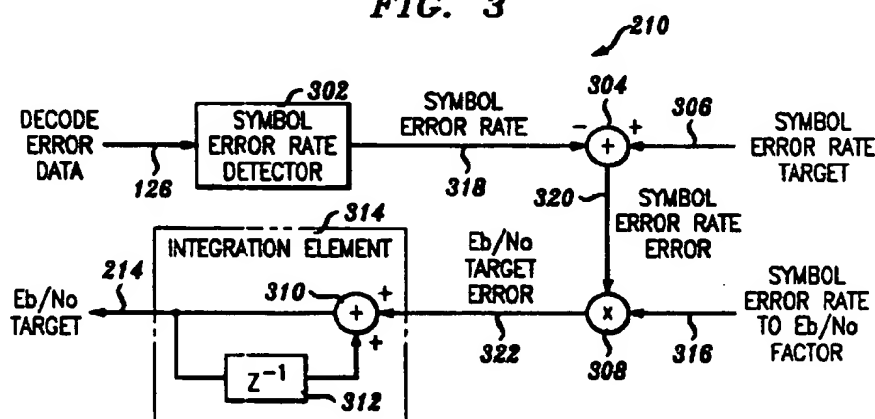 FIG. 3
210
302
304
306
DECODE
ERROR
DATA
126
SYMBOL
ERROR RATE
DETECTOR
SYMBOL
ERROR RATE
318
−
+
+
SYMBOL
ERROR RATE
TARGET
320
SYMBOL
ERROR RATE
ERROR
314
INTEGRATION ELEMENT
214
Eb/No
TARGET
310
+
+
+
Z⁻¹
312
Eb/No
TARGET
ERROR
322
x
308
316
SYMBOL
ERROR RATE
TO Eb/No
FACTOR